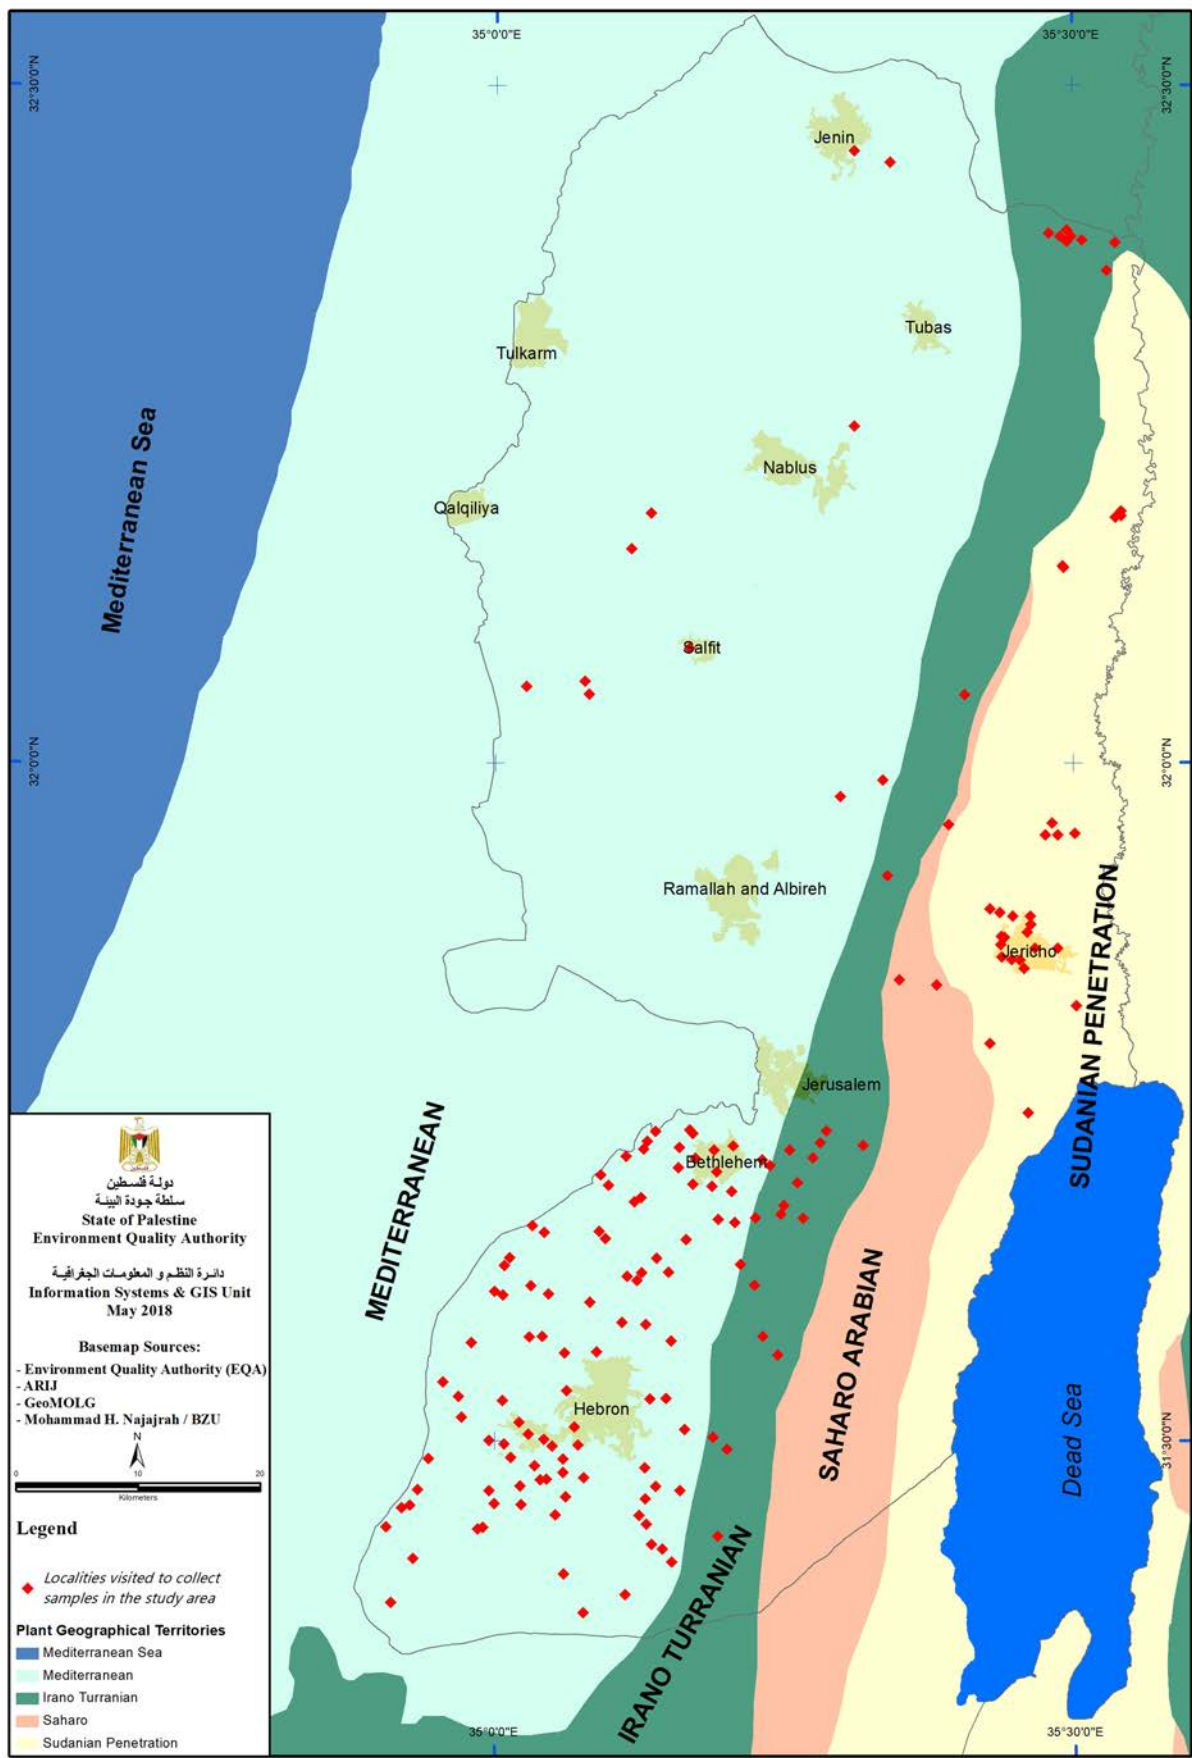 35°0'0"E
35°30'0"E
32°30'0"N
32°30'0"N
Jenin
Tubas
Tulkarm
Nablus
Qalqiliya
Mediterranean Sea
Salfit
32°0'0"N
32°0'0"N
Ramallah and Albireh
Jericho
SUDANIAN PENETRATION
Jerusalem
Bethlehem
MEDITERRANEAN
SAHARO ARABIAN
Hebron
Dead Sea
31°30'0"N
IRANO TURRANIAN
35°0'0"E
35°30'0"E
دولة فلسطين
سلطة جودة البيئة
State of Palestine
Environment Quality Authority
دائرة النظم و المعلومات الجغرافية
Information Systems & GIS Unit
May 2018
Basemap Sources:
- Environment Quality Authority (EQA)
- ARIJ
- GeoMOLG
- Mohammad H. Najajrah / BZU
N
0 10 20
Kilometers
Legend
Localities visited to collect
samples in the study area
Plant Geographical Territories
Mediterranean Sea
Mediterranean
Irano Turranian
Saharo
Sudanian Penetration